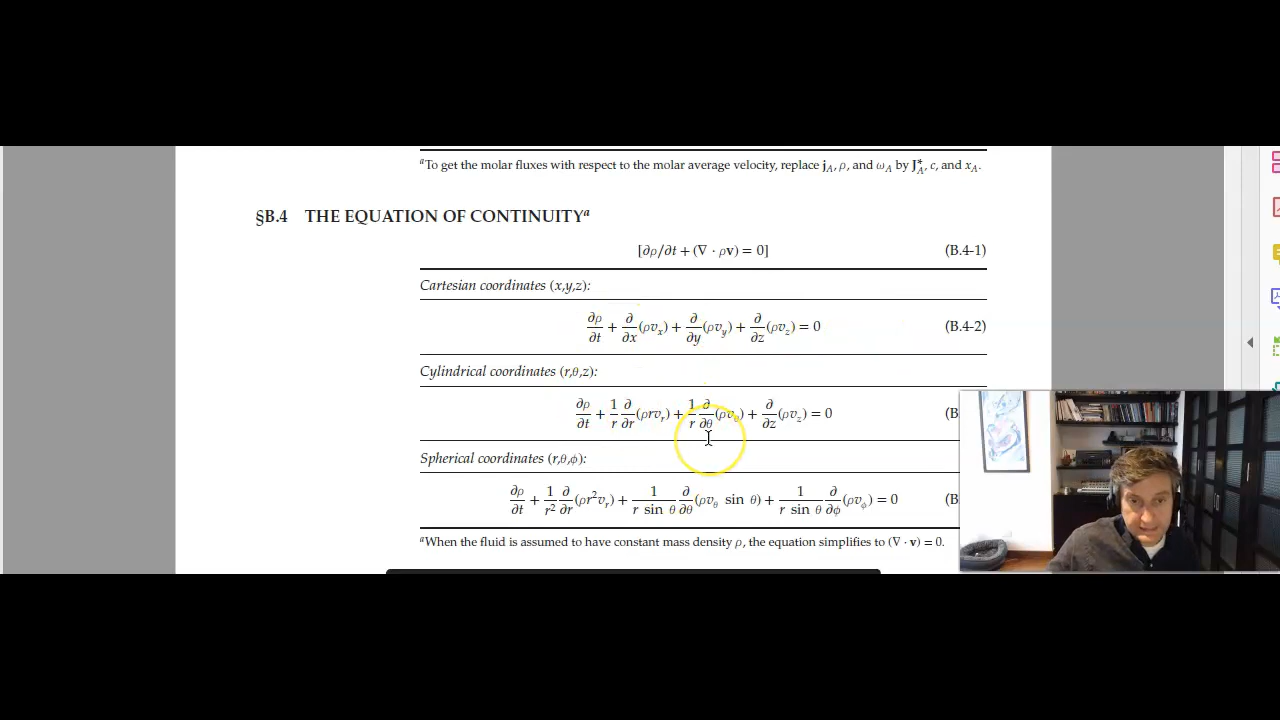 ᵃTo get the molar fluxes with respect to the molar average velocity, replace j_A, ρ, and ω_A by J*_A, c, and x_A.
§B.4 THE EQUATION OF CONTINUITYᵃ
[∂ρ/∂t + (∇ · ρv) = 0] (B.4-1)
Cartesian coordinates (x,y,z):
∂ρ/∂t + ∂/∂x (ρv_x) + ∂/∂y (ρv_y) + ∂/∂z (ρv_z) = 0 (B.4-2)
Cylindrical coordinates (r,θ,z):
∂ρ/∂t + 1/r ∂/∂r (ρrv_r) + 1/r ∂/∂θ (ρv_θ) + ∂/∂z (ρv_z) = 0 (B
Spherical coordinates (r,θ,ϕ):
∂ρ/∂t + 1/r² ∂/∂r (ρr²v_r) + 1/(r sin θ) ∂/∂θ (ρv_θ sin θ) + 1/(r sin θ) ∂/∂ϕ (ρv_ϕ) = 0 (B
ᵃWhen the fluid is assumed to have constant mass density ρ, the equation simplifies to (∇ · v) = 0.